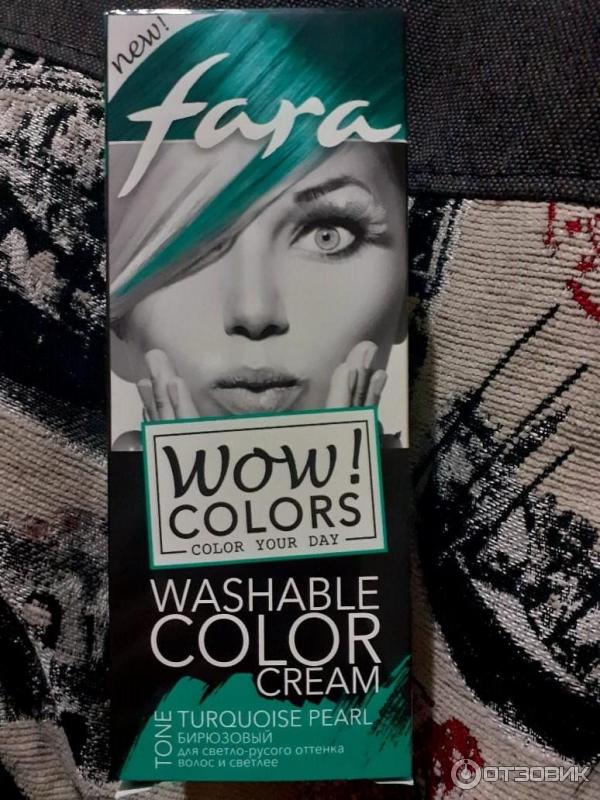 new!
fara
WOW!
COLORS
COLOR YOUR DAY
WASHABLE
COLOR
CREAM
TONE
TURQUOISE PEARL
БИРЮЗОВЫЙ
для светло-русого оттенка
волос и светлее
ОТЗОВИК